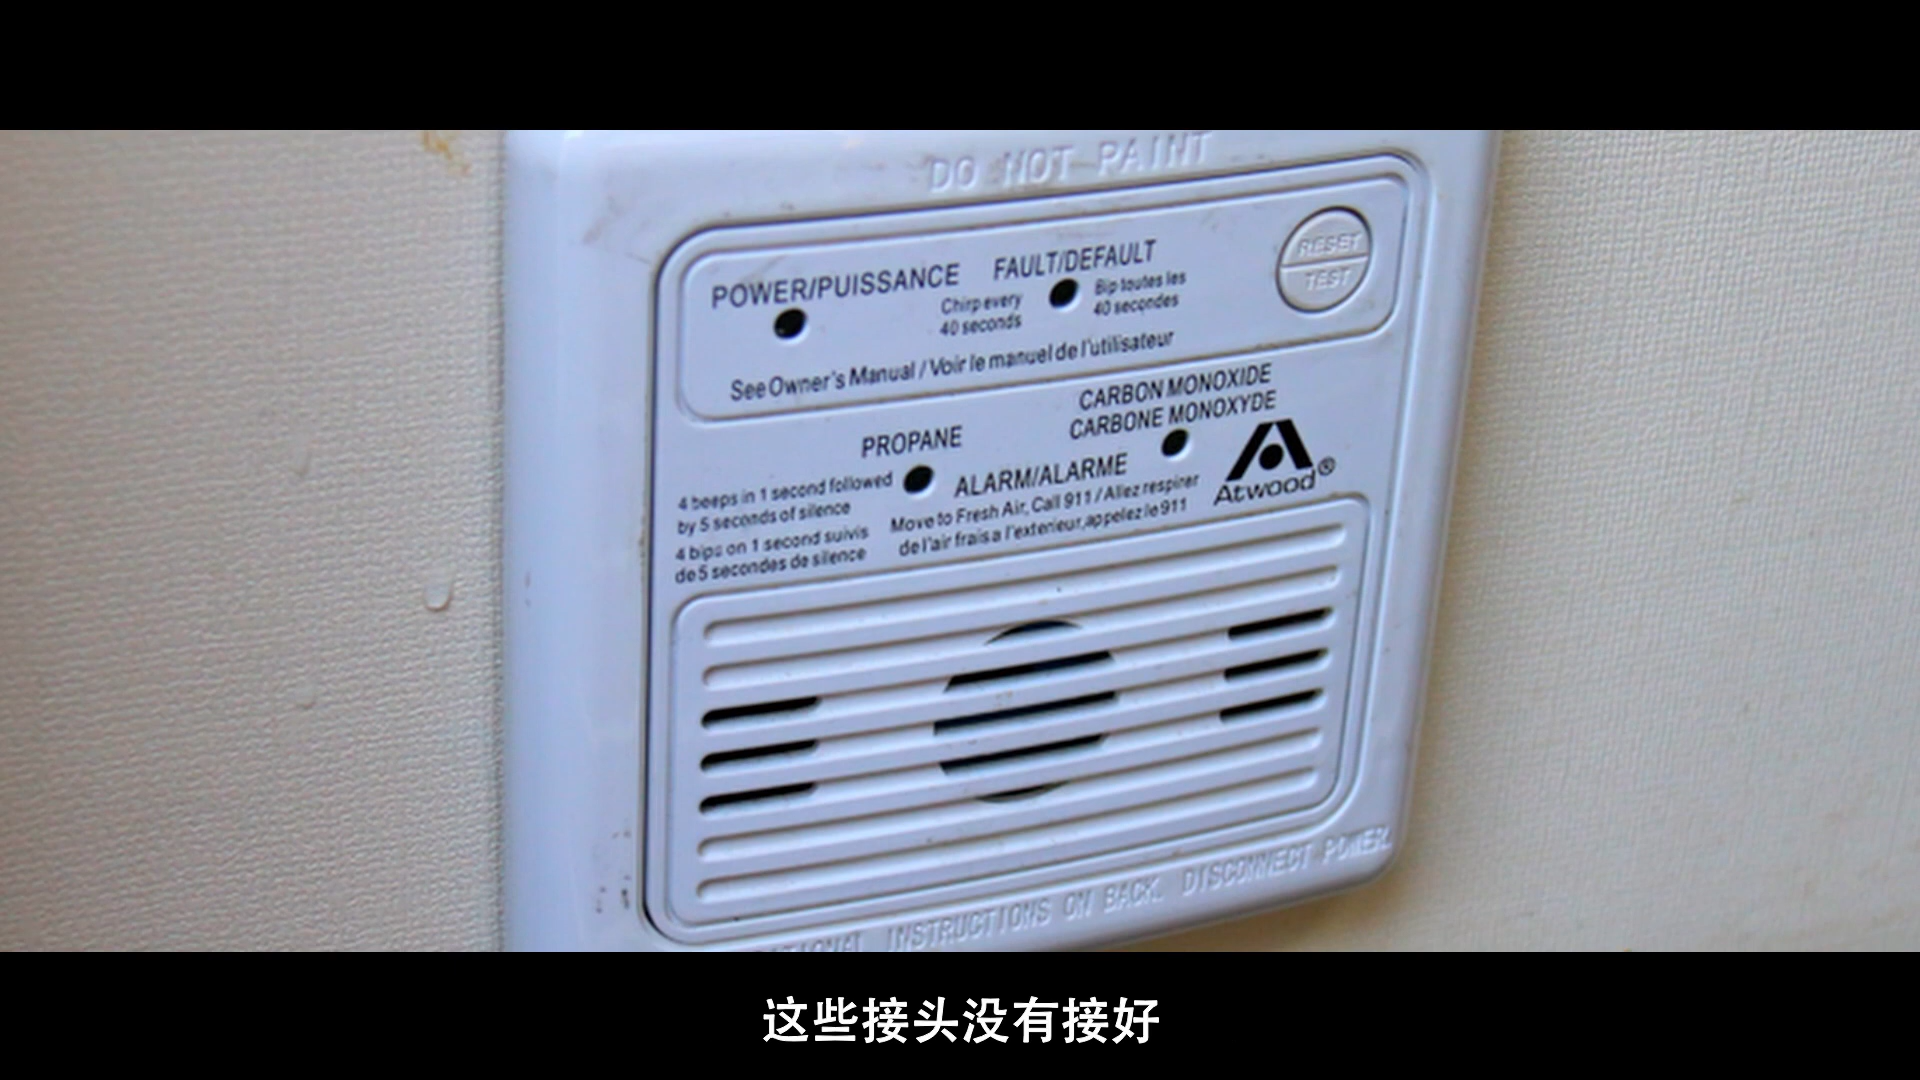 DO NOT PAINT
POWER/PUISSANCE
FAULT/DEFAULT
Chirp every
40 seconds
Bip toutes les
40 secondes
RESET
TEST
See Owner's Manual / Voir le manuel de l'utilisateur
CARBON MONOXIDE
CARBONE MONOXYDE
PROPANE
ALARM/ALARME
4 beeps in 1 second followed
by 5 seconds of silence
4 bips on 1 second suivis
de 5 secondes de silence
Move to Fresh Air, Call 911 / Allez respirer
de l'air frais a l'exterieur, appelez le 911
Atwood®
INSTRUCTIONS ON BACK. DISCONNECT POWER.
这些接头没有接好